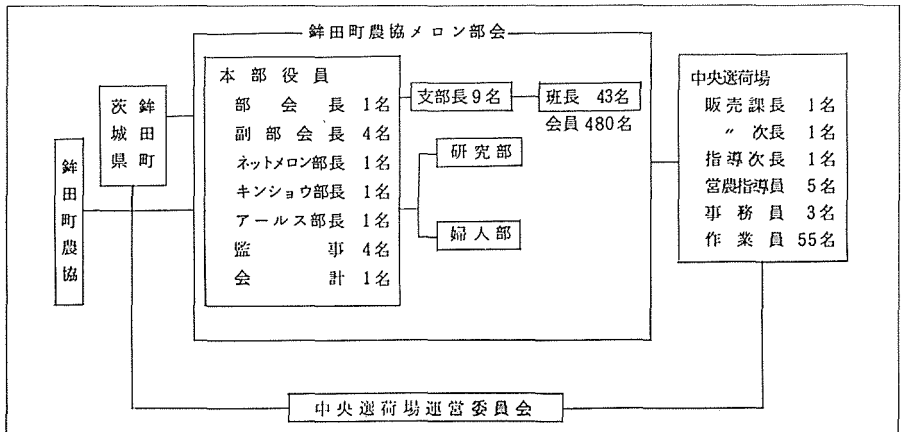 鉾田町農協メロン部会
鉾田町農協
茨城県
鉾田町
本部役員
部会長 1名
副部会長 4名
ネットメロン部長 1名
キンショウ部長 1名
アールス部長 1名
監事 4名
会計 1名
支部長9名
班長 43名
会員480名
研究部
婦人部
中央選荷場
販売課長 1名
〃 次長 1名
指導次長 1名
営農指導員 5名
事務員 3名
作業員 55名
中央選荷場運営委員会